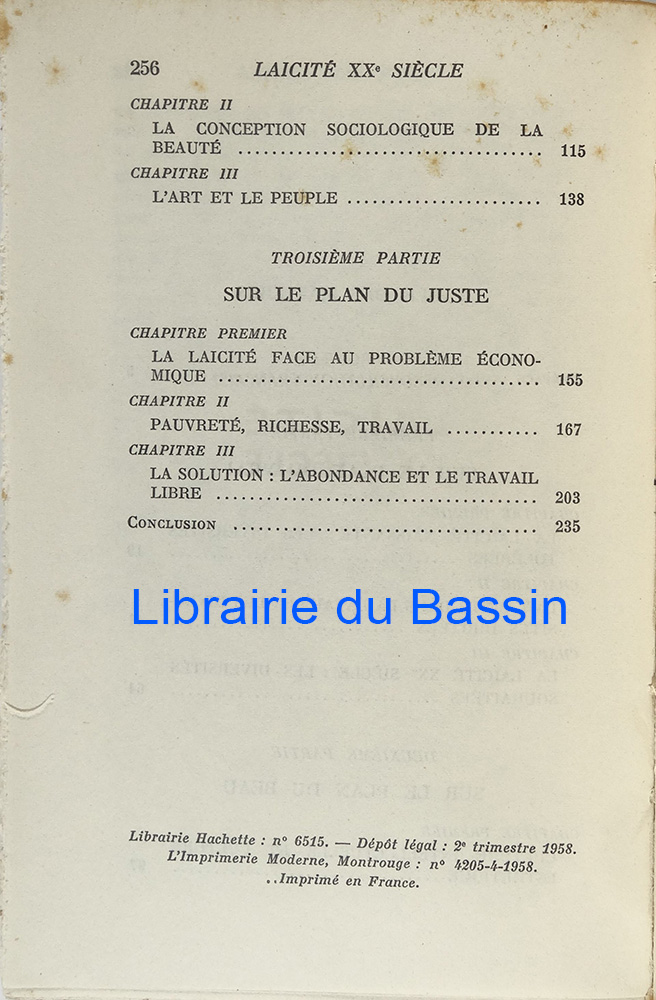 256 LAICITÉ XXe SIÈCLE
CHAPITRE II
LA CONCEPTION SOCIOLOGIQUE DE LA
BEAUTÉ .................................... 115
CHAPITRE III
L'ART ET LE PEUPLE ....................... 138
TROISIÈME PARTIE
SUR LE PLAN DU JUSTE
CHAPITRE PREMIER
LA LAICITÉ FACE AU PROBLÈME ÉCONO-
MIQUE ...................................... 155
CHAPITRE II
PAUVRETÉ, RICHESSE, TRAVAIL ........... 167
CHAPITRE III
LA SOLUTION : L'ABONDANCE ET LE TRAVAIL
LIBRE ...................................... 203
CONCLUSION .................................... 235
Librairie du Bassin
Librairie Hachette : n° 6515. — Dépôt légal : 2e trimestre 1958.
L'Imprimerie Moderne, Montrouge : n° 4205-4-1958.
..Imprimé en France.